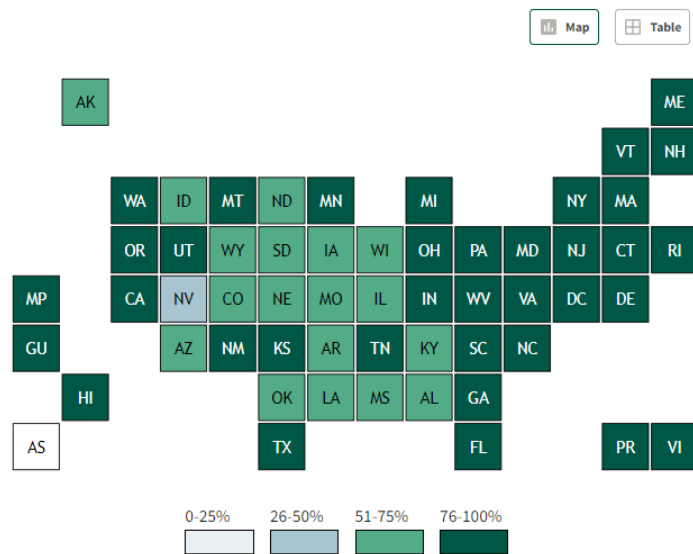 Map Table
AK ME
VT NH
WA ID MT ND MN MI NY MA
OR UT WY SD IA WI OH PA MD NJ CT RI
MP CA NV CO NE MO IL IN WV VA DC DE
GU AZ NM KS AR TN KY SC NC
HI OK LA MS AL GA
AS TX FL PR VI
0-25% 26-50% 51-75% 76-100%